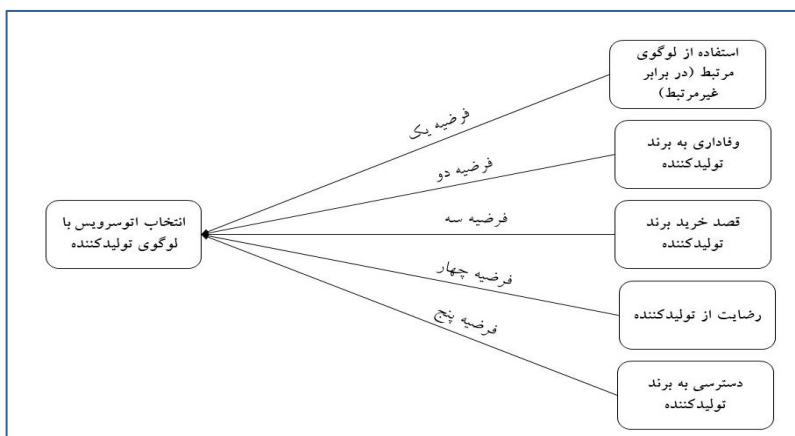 استفاده از لوگوی
مرتبط (در برابر
غیرمرتبط)
فرضیه یک
وفاداری به برند
تولیدکننده
فرضیه دو
قصد خرید برند
تولیدکننده
فرضیه سه
انتخاب اتوسرویس با
لوگوی تولیدکننده
فرضیه چهار
رضایت از تولیدکننده
فرضیه پنج
دسترسی به برند
تولیدکننده